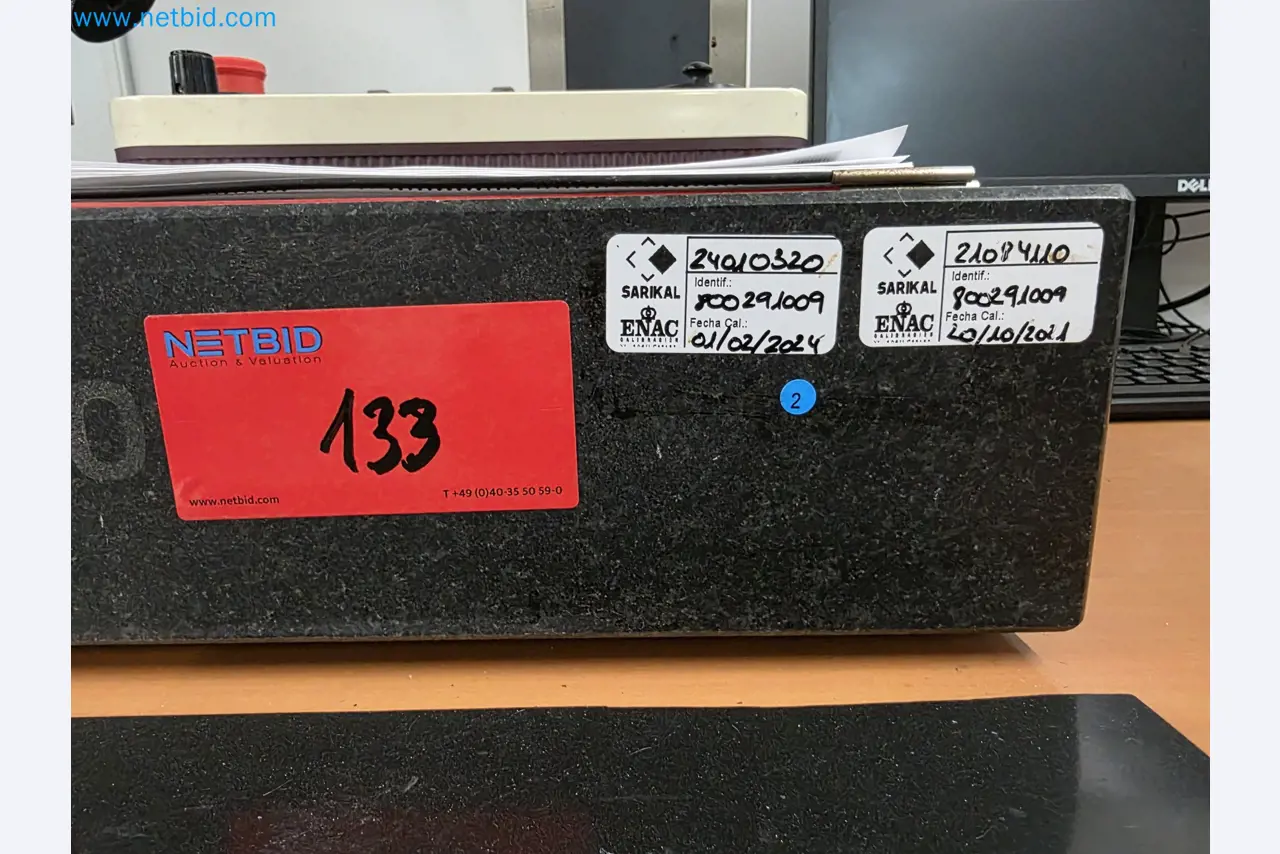 www.netbid.com
DELL
24010320
Identif.:
SARIKAL
800291009
ENAC
Fecha Cal.:
01/02/2024
Identif.:
SARIKAL
800291009
ENAC
Fecha Cal.:
20/10/2021
NETBID
Auction & Valuation
133
www.netbid.com
T +49 (0)40-35 50 59-0
2
0